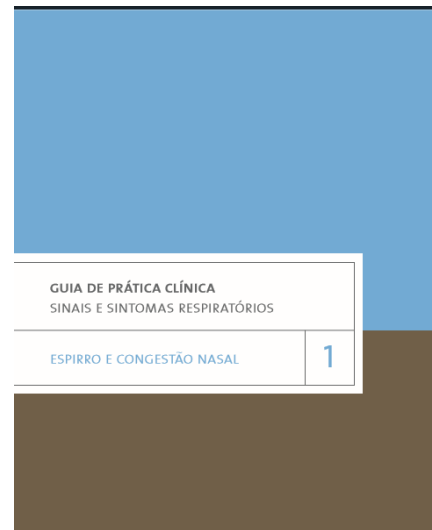 GUIA DE PRÁTICA CLÍNICA
SINAIS E SINTOMAS RESPIRATÓRIOS
ESPIRRO E CONGESTÃO NASAL
1